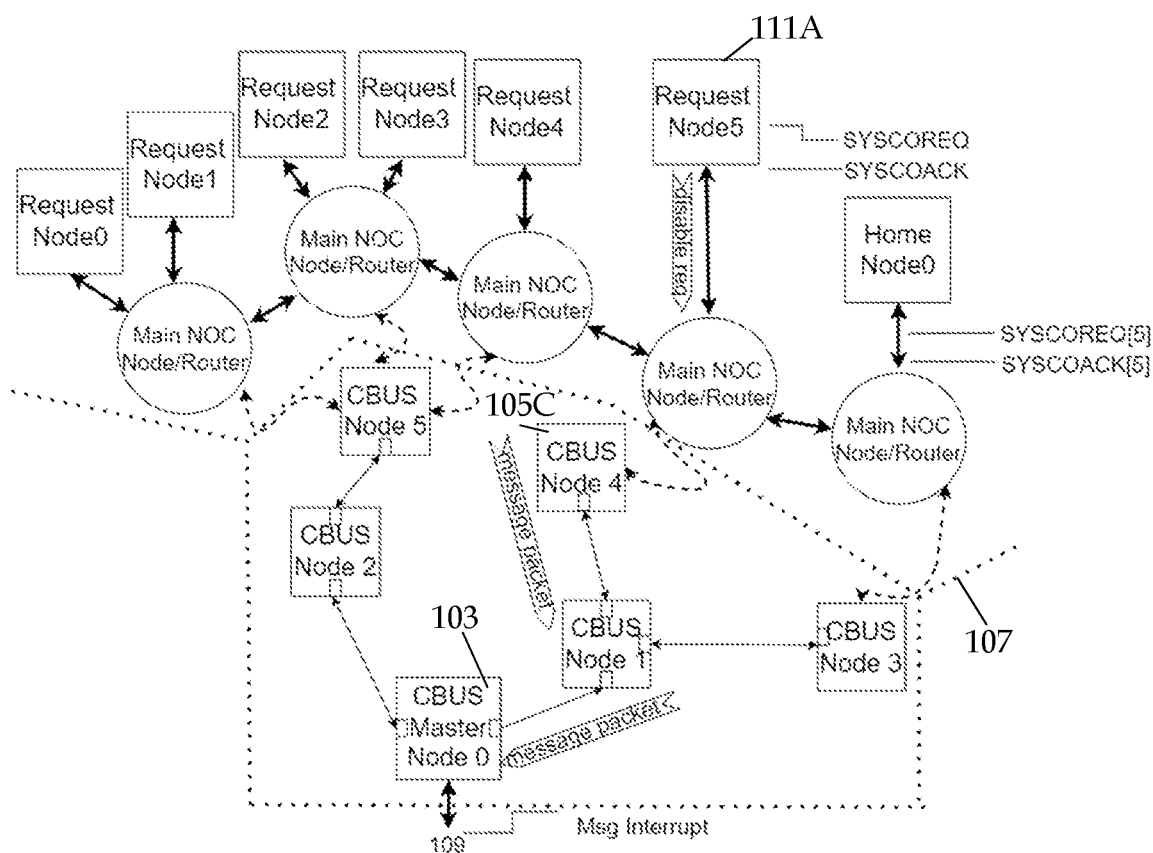 111A
Request
Node2
Request
Node3
Request
Node4
Request
Node5
SYSCOREQ
SYSCOACK
Request
Node1
Request
Node0
disable req
Home
Node0
Main NOC
Node/Router
Main NOC
Node/Router
Main NOC
Node/Router
Main NOC
Node/Router
Main NOC
Node/Router
SYSCOREQ[5]
SYSCOACK[5]
CBUS
Node 5
105C
CBUS
Node 4
message packet
CBUS
Node 2
CBUS
Node 1
CBUS
Node 3
107
103
CBUS
Master
Node 0
message packet
109
Msg Interrupt